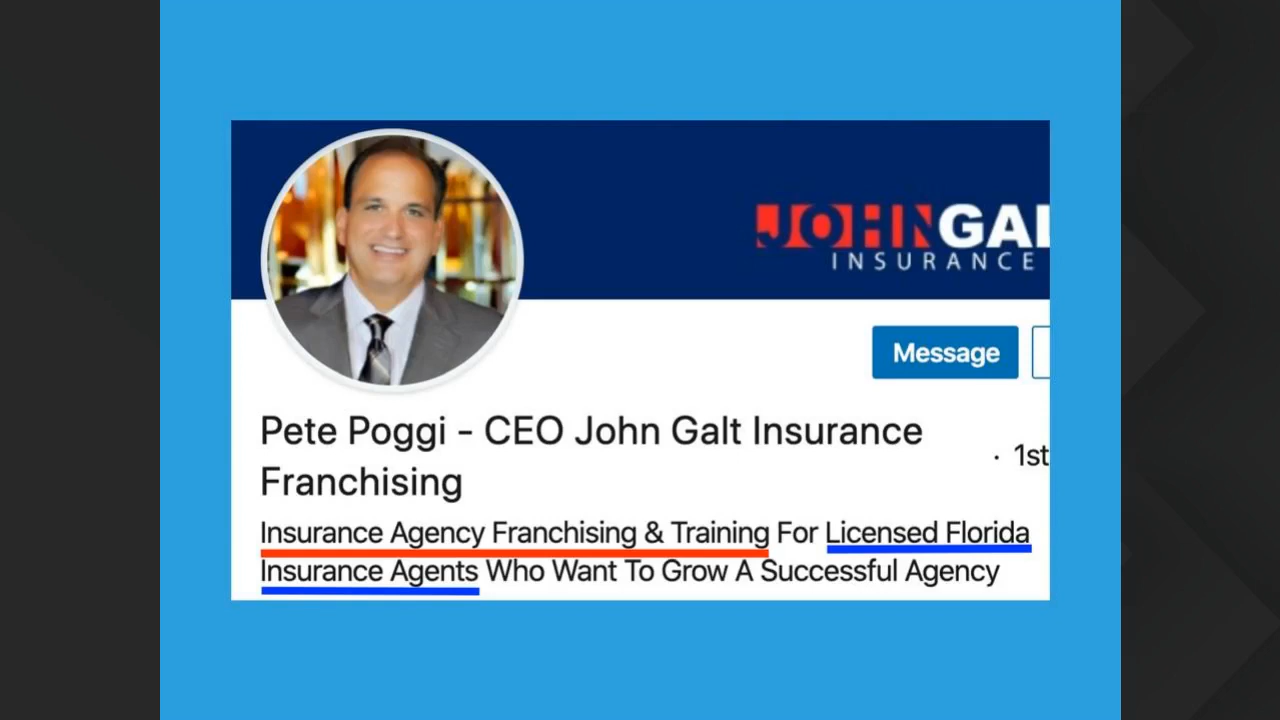 JOHNGAL
INSURANCE
Message
Pete Poggi - CEO John Galt Insurance
Franchising
· 1st
Insurance Agency Franchising & Training For Licensed Florida
Insurance Agents Who Want To Grow A Successful Agency